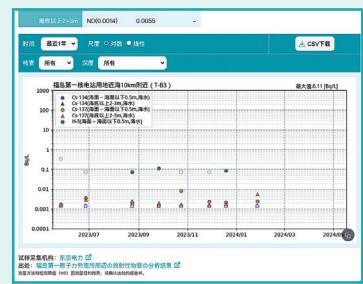 海底以上2~3m ND(0.0014) 0.0055 -
时间 最近1年 尺度 对数 线性 CSV下载
核素 所有 深度 所有
福岛第一核电站用地近海10km附近（T-B3） 最大值:0.11 [Bq/L]
1000
Cs-134(海面~海面以下0.5m,海水)
Cs-134(海底以上2-3m,海水)
Cs-137(海面~海面以下0.5m,海水)
Cs-137(海底以上2-3m,海水)
H-3(海面~海面以下0.5m,海水)
100
10
1
0.1
0.01
0.001
0.0001
Bq/L
2023/07 2023/09 2023/11 2024/01 2024/03 2024/05
试样采集机构：东京电力
出处：福島第一原子力発電所周辺の放射性物質の分析結果